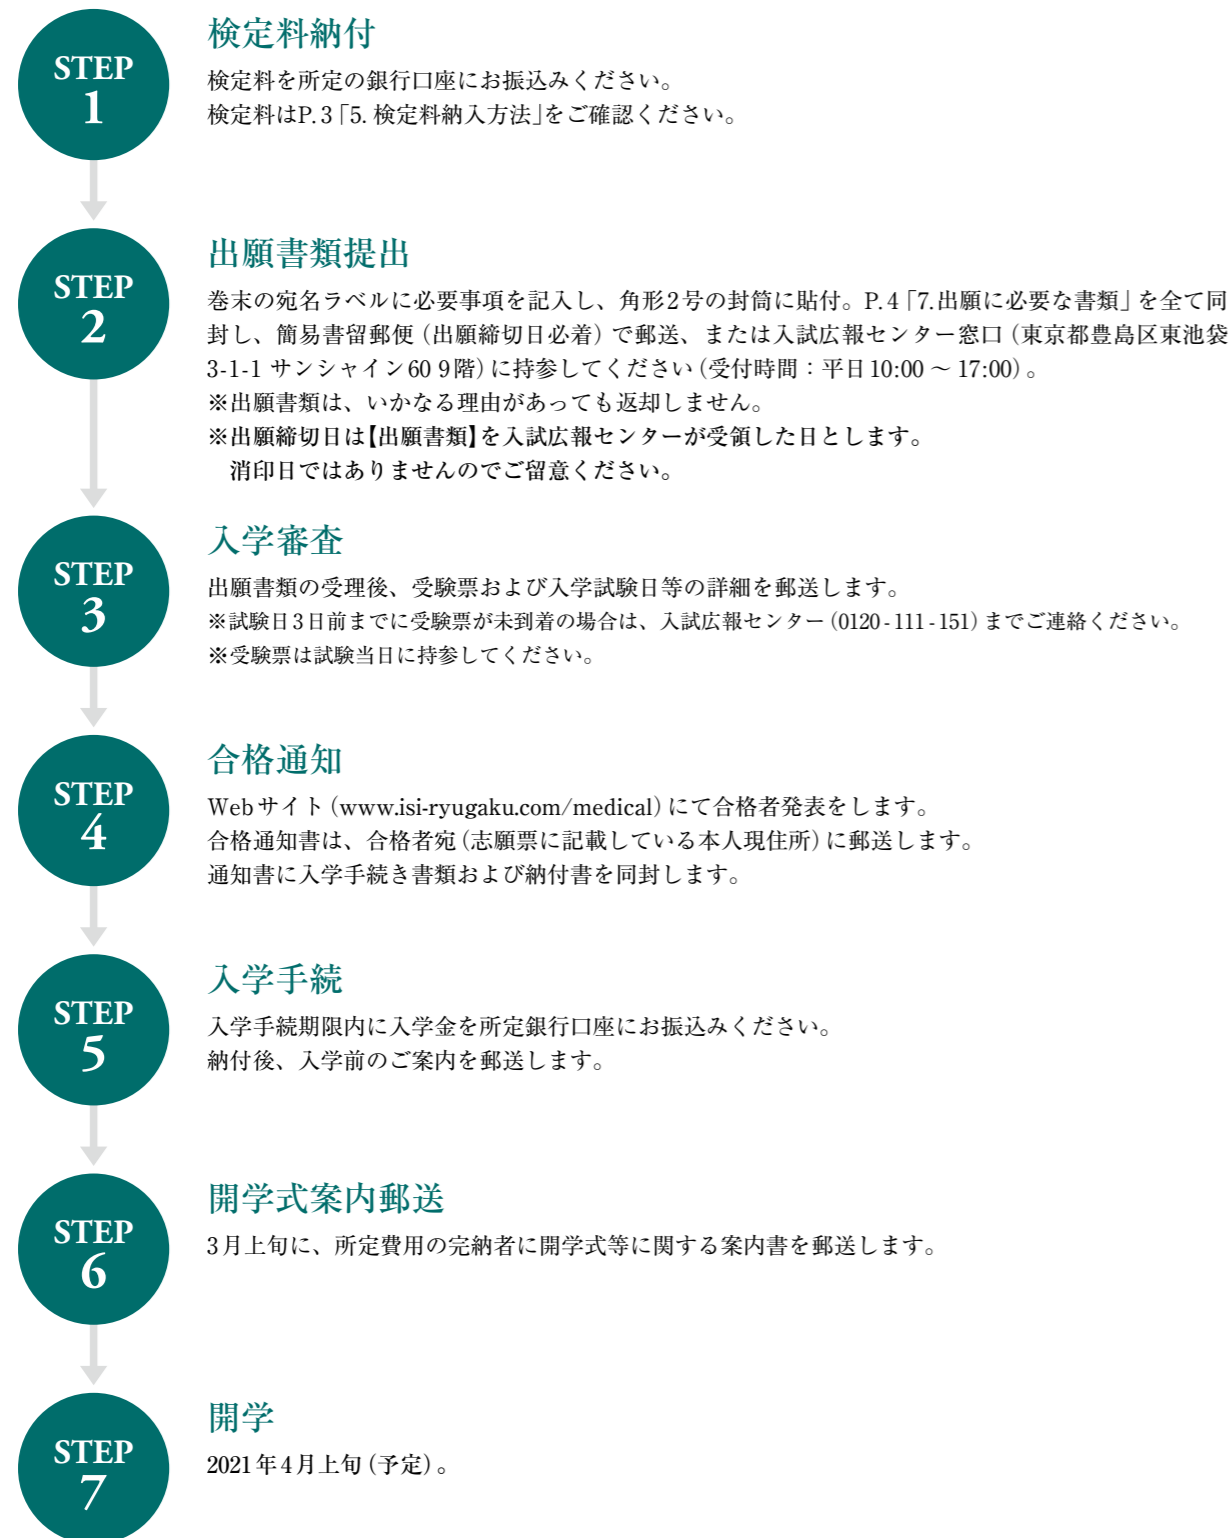 STEP
1
検定料納付
検定料を所定の銀行口座にお振込みください。
検定料はP.3「5. 検定料納入方法」をご確認ください。
STEP
2
出願書類提出
巻末の宛名ラベルに必要事項を記入し、角形2号の封筒に貼付。P.4「7.出願に必要な書類」を全て同
封し、簡易書留郵便（出願締切日必着）で郵送、または入試広報センター窓口（東京都豊島区東池袋
3-1-1 サンシャイン60 9階）に持参してください（受付時間：平日10:00 ～ 17:00）。
※出願書類は、いかなる理由があっても返却しません。
※出願締切日は【出願書類】を入試広報センターが受領した日とします。
消印日ではありませんのでご留意ください。
STEP
3
入学審査
出願書類の受理後、受験票および入学試験日等の詳細を郵送します。
※試験日3日前までに受験票が未到着の場合は、入試広報センター（0120-111-151）までご連絡ください。
※受験票は試験当日に持参してください。
STEP
4
合格通知
Webサイト（www.isi-ryugaku.com/medical）にて合格者発表をします。
合格通知書は、合格者宛（志願票に記載している本人現住所）に郵送します。
通知書に入学手続き書類および納付書を同封します。
STEP
5
入学手続
入学手続期限内に入学金を所定銀行口座にお振込みください。
納付後、入学前のご案内を郵送します。
STEP
6
開学式案内郵送
3月上旬に、所定費用の完納者に開学式等に関する案内書を郵送します。
STEP
7
開学
2021年4月上旬（予定）。